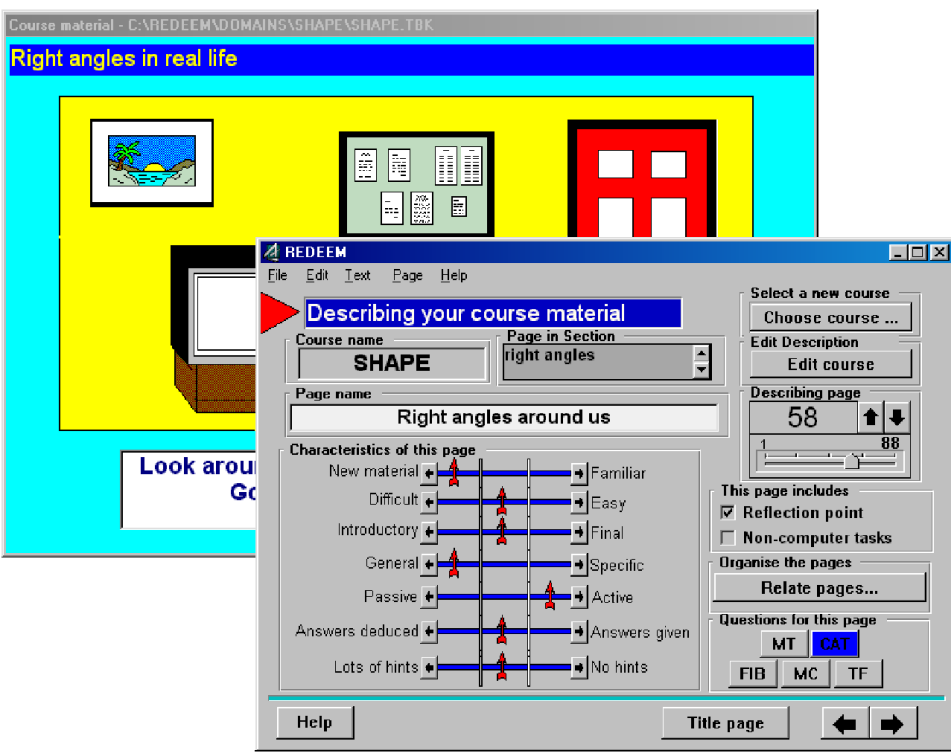 Course material - C:\REDEEM\DOMAINS\SHAPE\SHAPE.TBK
Right angles in real life
Look arou
Go
REDEEM
File Edit Text Page Help
Describing your course material
Course name
SHAPE
Page in Section
right angles
Page name
Right angles around us
Characteristics of this page
New material Familiar
Difficult Easy
Introductory Final
General Specific
Passive Active
Answers deduced Answers given
Lots of hints No hints
Select a new course
Choose course ...
Edit Description
Edit course
Describing page
58
1 88
This page includes
Reflection point
Non-computer tasks
Organise the pages
Relate pages...
Questions for this page
MT CAT
FIB MC TF
Help Title page